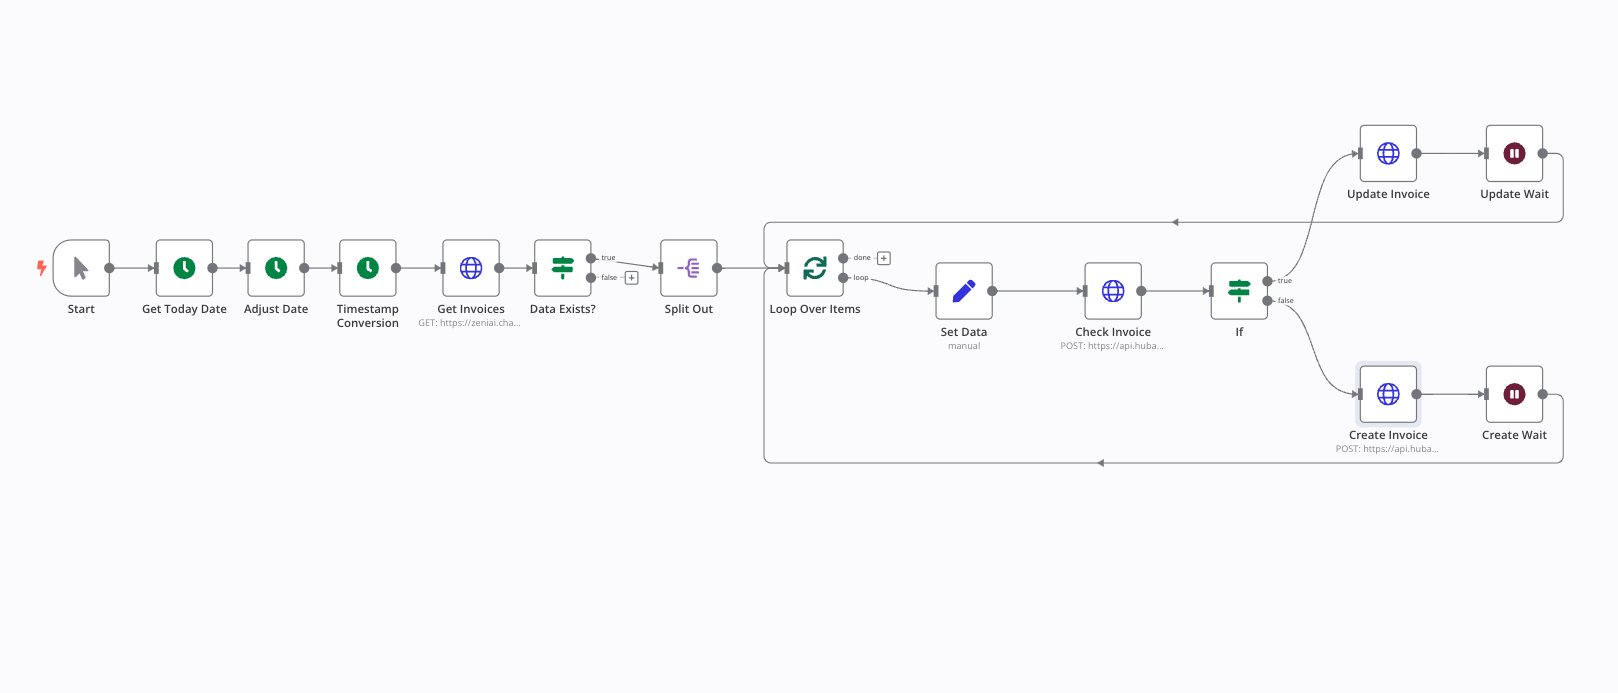 Update Invoice
Update Wait
Start
Get Today Date
Adjust Date
Timestamp
Conversion
Get Invoices
GET: https://zeniai.cha...
true
false
Data Exists?
Split Out
done
loop
Loop Over Items
Set Data
manual
Check Invoice
POST: https://api.huba...
true
false
If
Create Invoice
POST: https://api.huba...
Create Wait